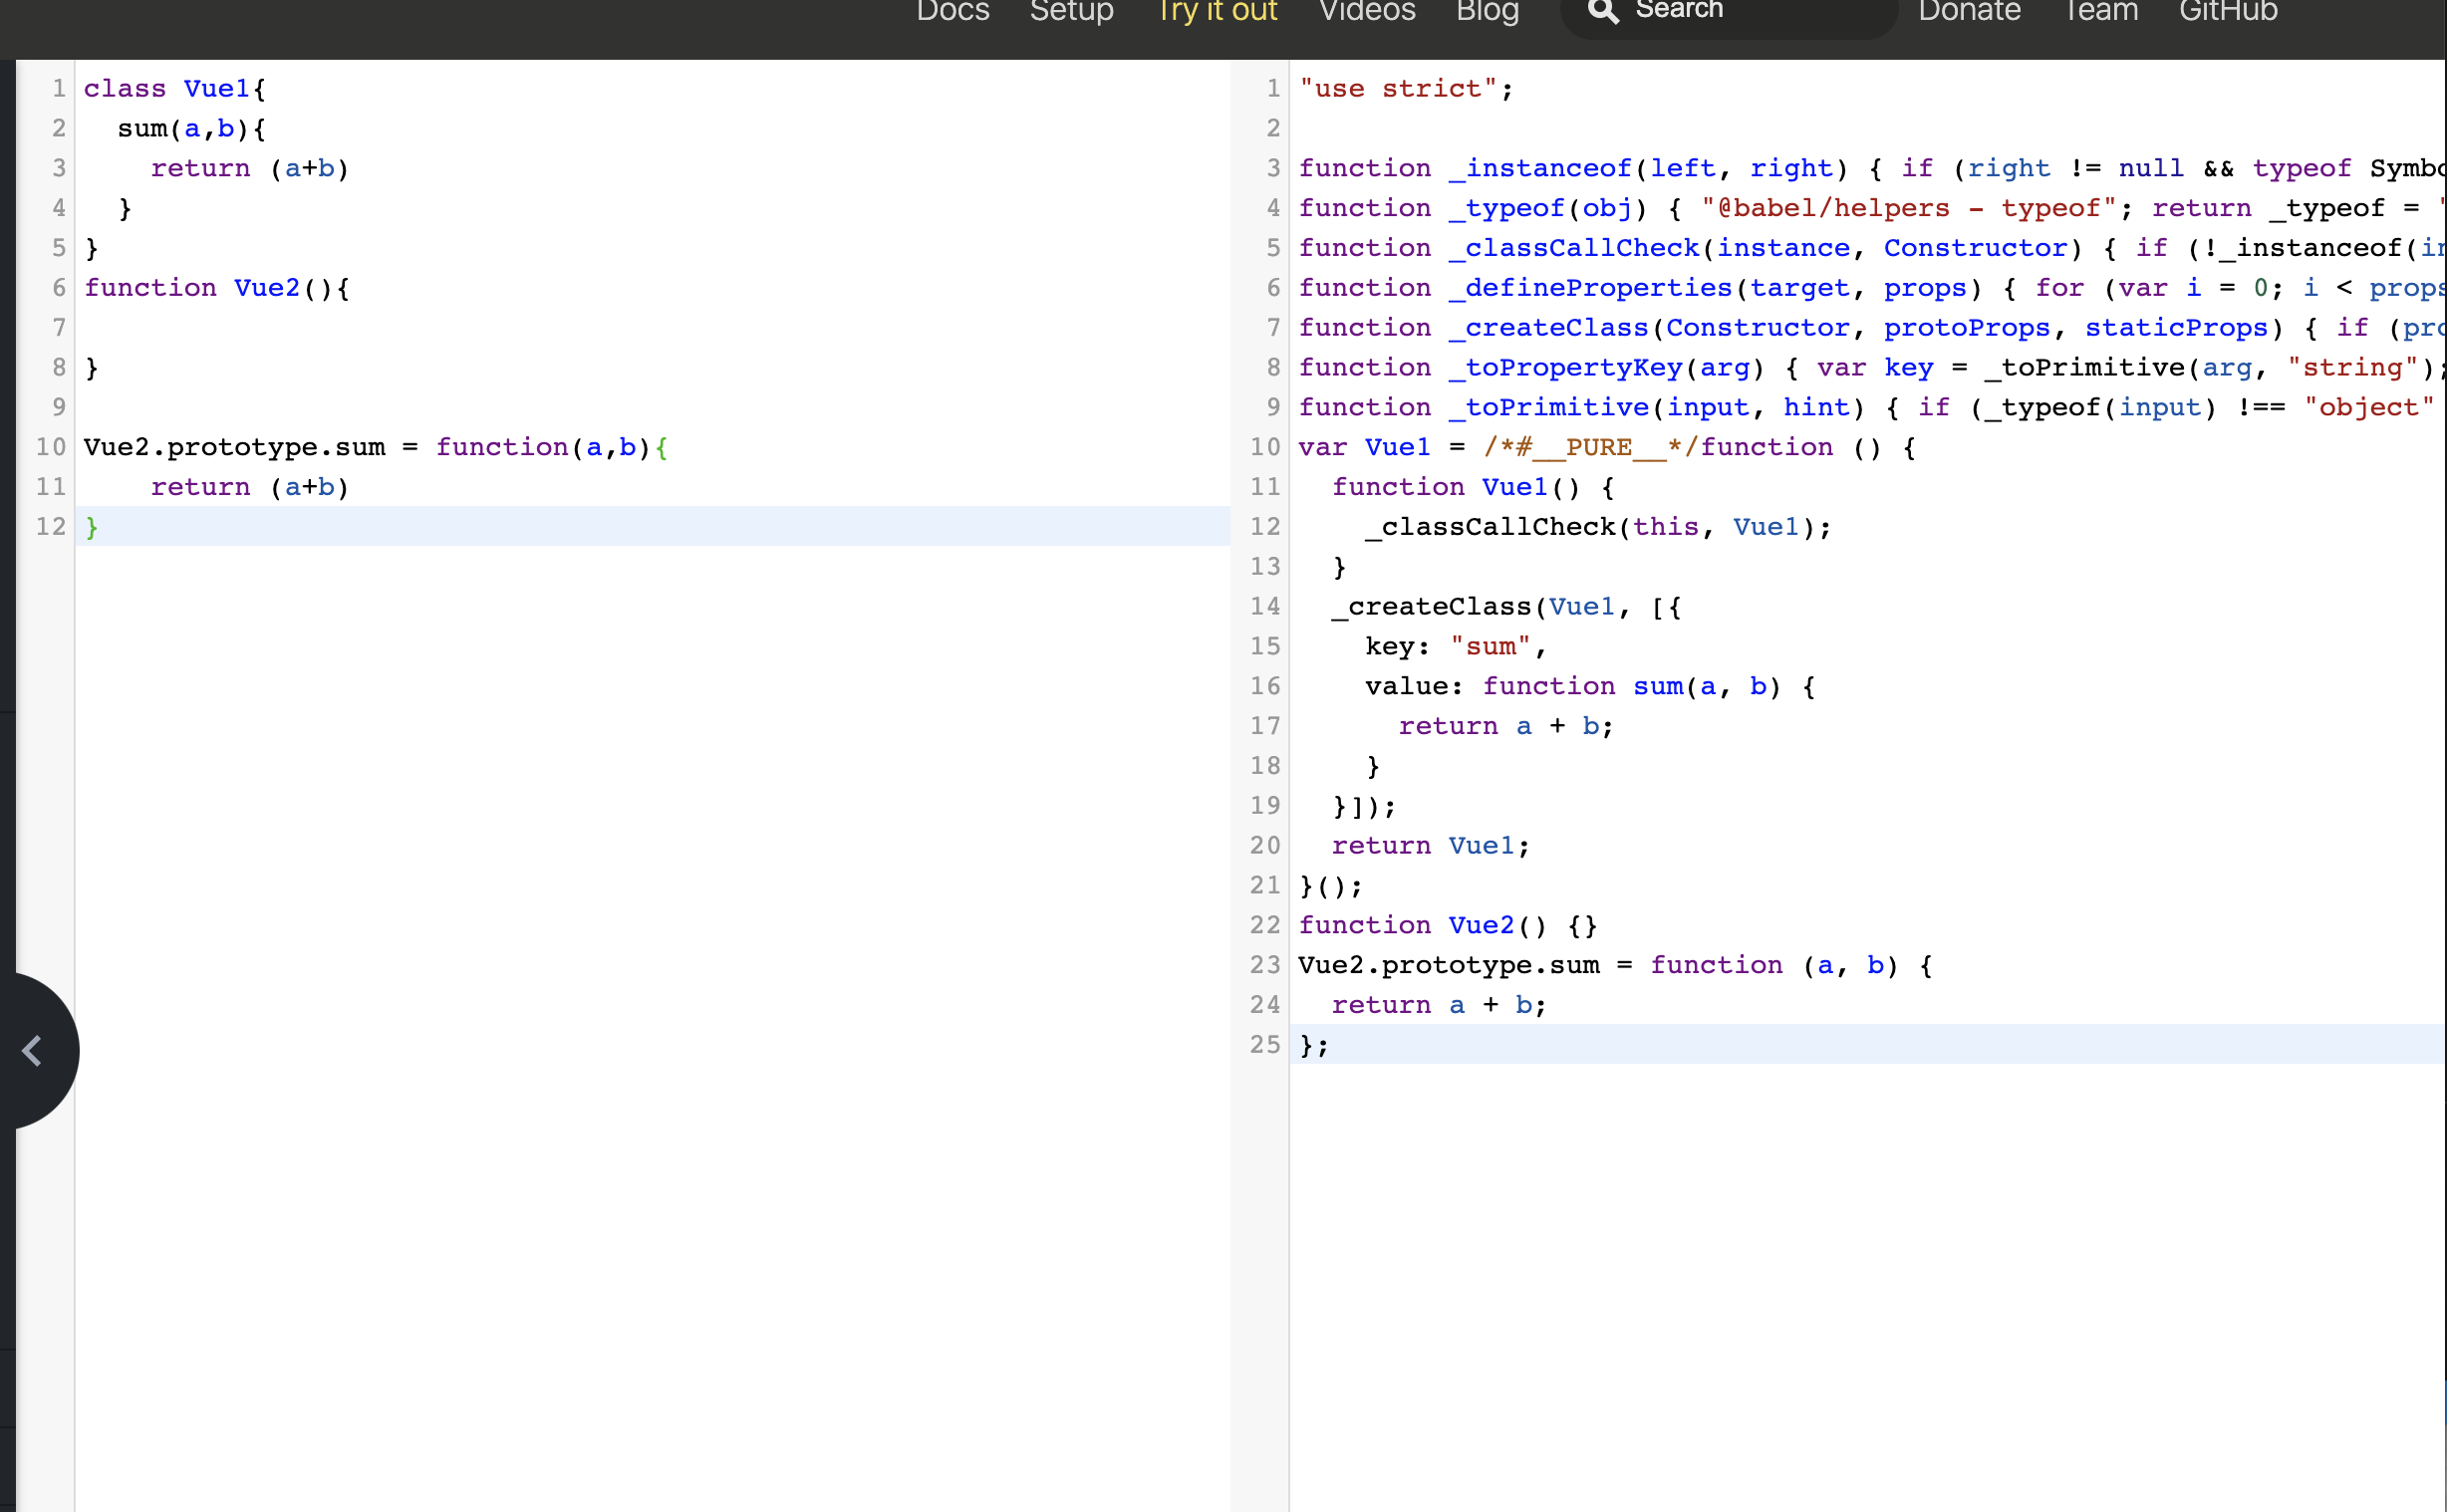 Docs Setup Try it out Videos Blog Search Donate Team GitHub
1 class Vue1{
2 sum(a,b){
3 return (a+b)
4 }
5 }
6 function Vue2(){
7
8 }
9
10 Vue2.prototype.sum = function(a,b){
11 return (a+b)
12 }
1 "use strict";
2
3 function _instanceof(left, right) { if (right != null && typeof
4 function _typeof(obj) { "@babel/helpers - typeof"; return _typeof = "
5 function _classCallCheck(instance, Constructor) { if (!_instanceof(
6 function _defineProperties(target, props) { for (var i = 0; i < props
7 function _createClass(Constructor, protoProps, staticProps) { if (
8 function _toPropertyKey(arg) { var key = _toPrimitive(arg, "string");
9 function _toPrimitive(input, hint) { if (_typeof(input) !== "object"
10 var Vue1 = /*#__PURE__*/function () {
11 function Vue1() {
12 _classCallCheck(this, Vue1);
13 }
14 _createClass(Vue1, [{
15 key: "sum",
16 value: function sum(a, b) {
17 return a + b;
18 }
19 }]);
20 return Vue1;
21 }();
22 function Vue2() {}
23 Vue2.prototype.sum = function (a, b) {
24 return a + b;
25 };